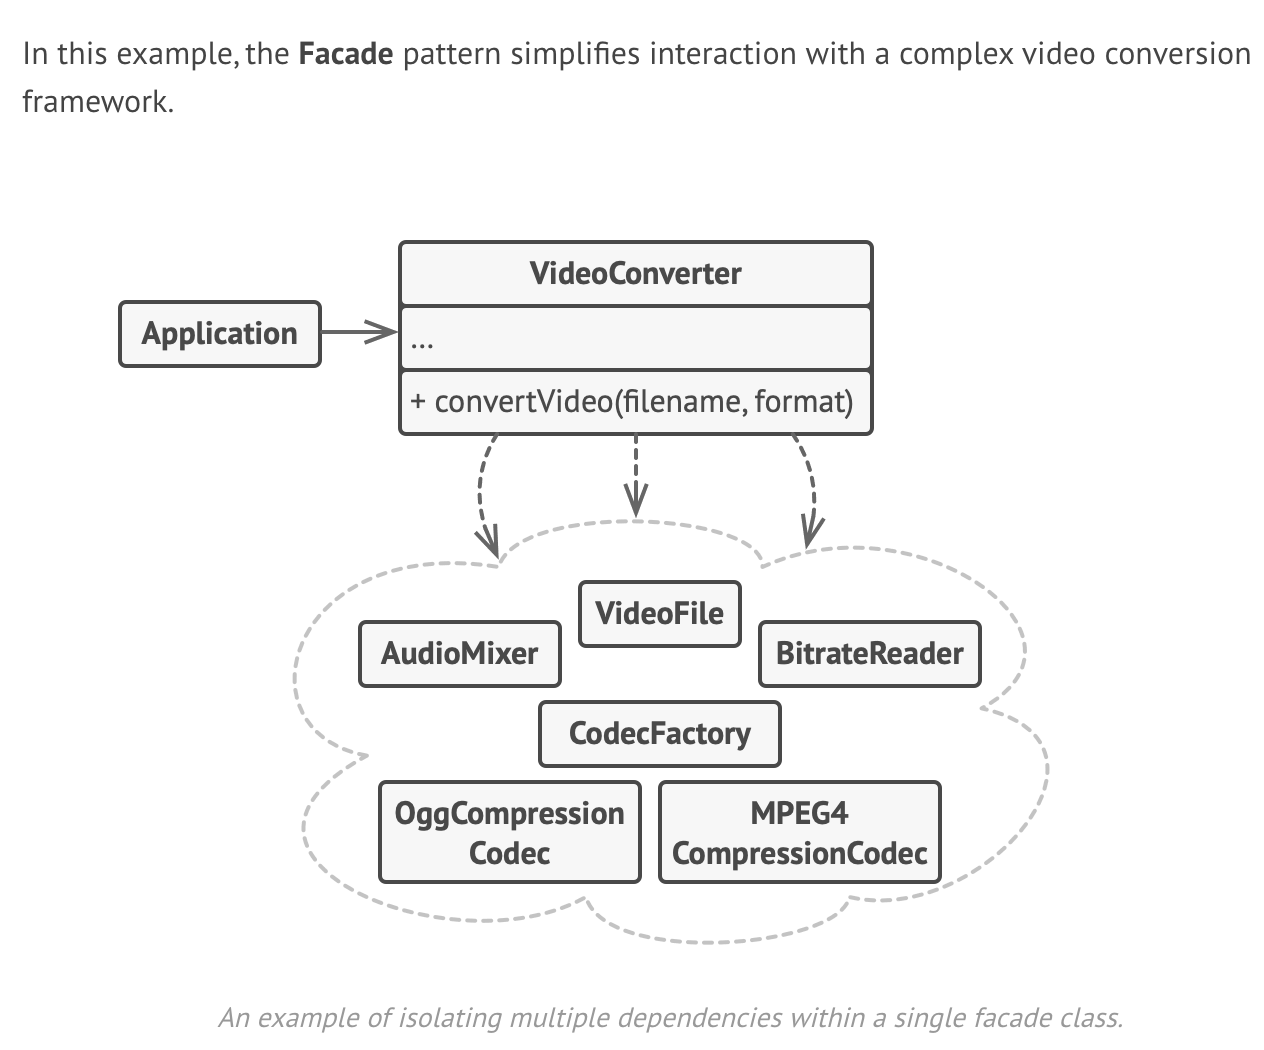 In this example, the Facade pattern simplifies interaction with a complex video conversion
framework.
VideoConverter
Application
...
+ convertVideo(filename, format)
VideoFile
AudioMixer
BitrateReader
CodecFactory
OggCompression
Codec
MPEG4
CompressionCodec
An example of isolating multiple dependencies within a single facade class.